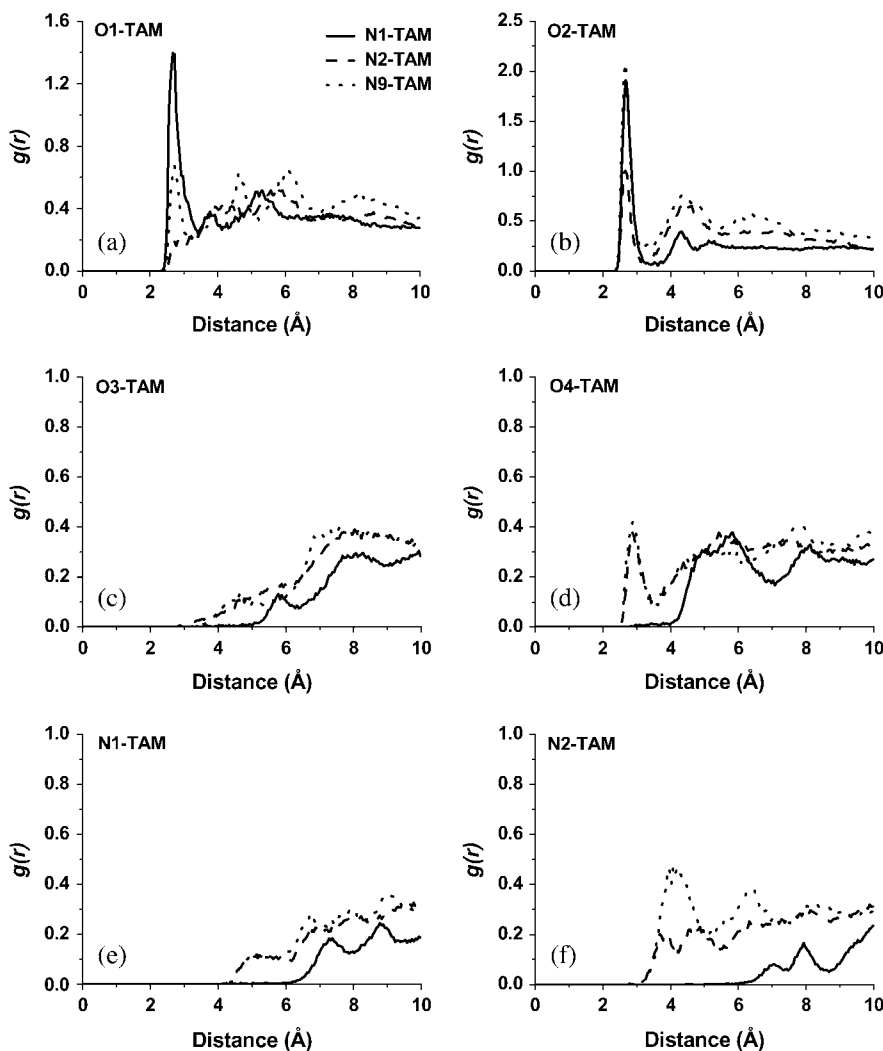 O1-TAM
N1-TAM
N2-TAM
N9-TAM
g(r)
1.6
1.2
0.8
0.4
0.0
(a)
0 2 4 6 8 10
Distance (Å)
O2-TAM
g(r)
2.5
2.0
1.5
1.0
0.5
0.0
(b)
0 2 4 6 8 10
Distance (Å)
O3-TAM
g(r)
1.0
0.8
0.6
0.4
0.2
0.0
(c)
0 2 4 6 8 10
Distance (Å)
O4-TAM
g(r)
1.0
0.8
0.6
0.4
0.2
0.0
(d)
0 2 4 6 8 10
Distance (Å)
N1-TAM
g(r)
1.0
0.8
0.6
0.4
0.2
0.0
(e)
0 2 4 6 8 10
Distance (Å)
N2-TAM
g(r)
1.0
0.8
0.6
0.4
0.2
0.0
(f)
0 2 4 6 8 10
Distance (Å)